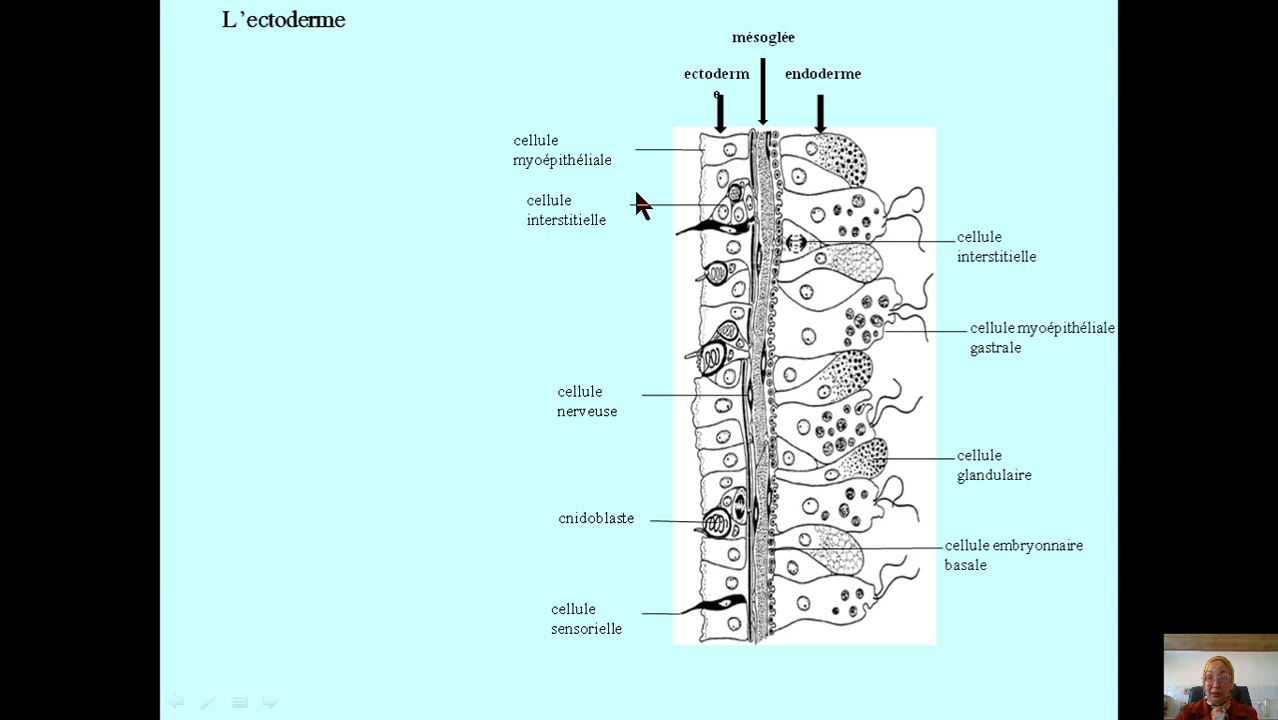 L'ectoderme
mésoglée
ectoderm
e
endoderme
cellule
myoépithéliale
cellule
interstitielle
cellule
nerveuse
cnidoblaste
cellule
sensorielle
cellule
interstitielle
cellule myoépithéliale
gastrale
cellule
glandulaire
cellule embryonnaire
basale